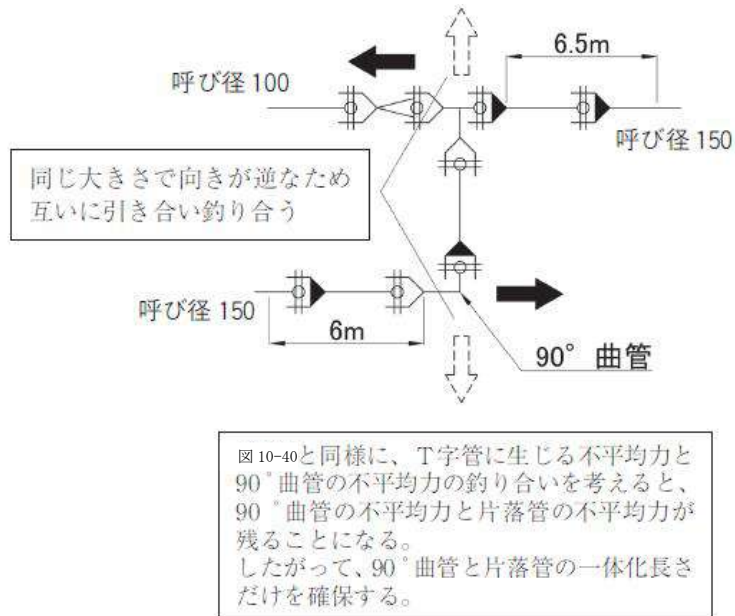 6.5m
呼び径 100
呼び径 150
同じ大きさで向きが逆なため
互いに引き合い釣り合う
呼び径 150
6m
90° 曲管
図 10-40と同様に、T字管に生じる不平均力と
90°曲管の不平均力の釣り合いを考えると、
90°曲管の不平均力と片落管の不平均力が
残ることになる。
したがって、90°曲管と片落管の一体化長さ
だけを確保する。